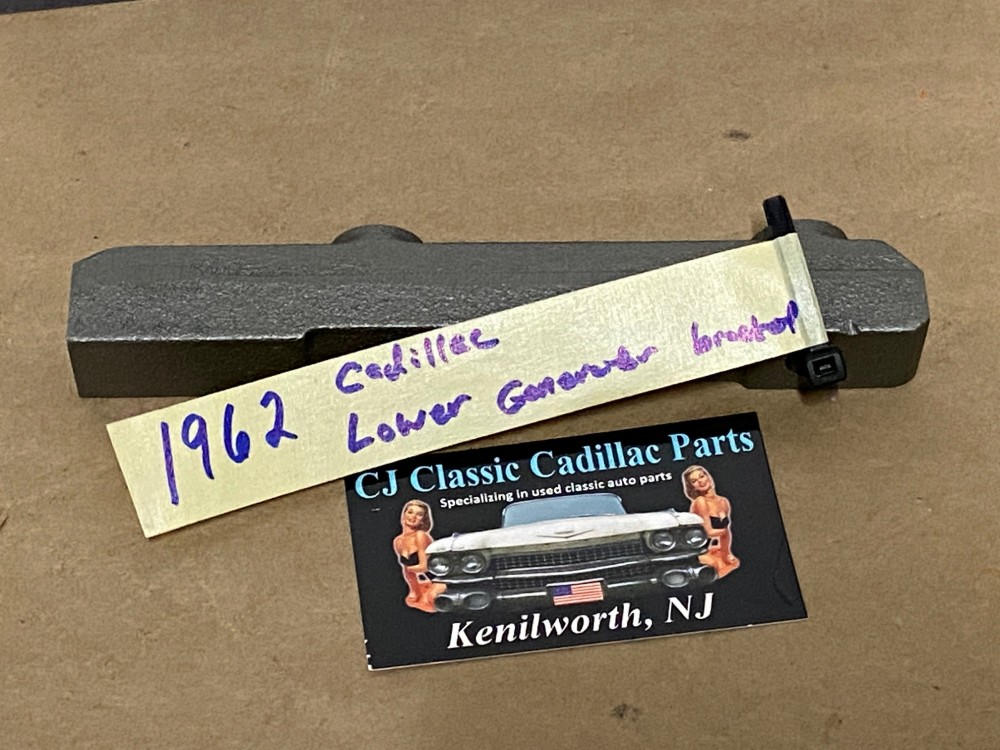 1962 Cadillac
Lower Generator bracket
CJ Classic Cadillac Parts
Specializing in used classic auto parts
Kenilworth, NJ